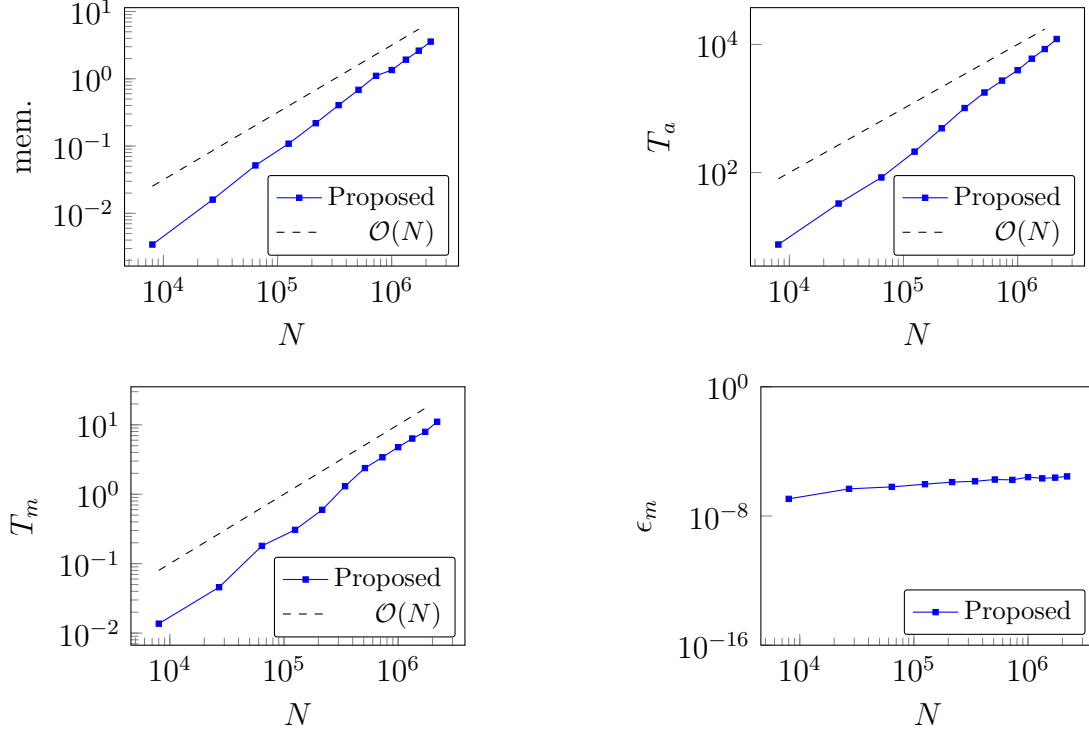 mem.
10^1
10^0
10^{-1}
10^{-2}
Proposed
𝒪(N)
10^4 10^5 10^6
N
T_a
10^4
10^2
Proposed
𝒪(N)
10^4 10^5 10^6
N
T_m
10^1
10^0
10^{-1}
10^{-2}
Proposed
𝒪(N)
10^4 10^5 10^6
N
ϵ_m
10^0
10^{-8}
10^{-16}
Proposed
10^4 10^5 10^6
N